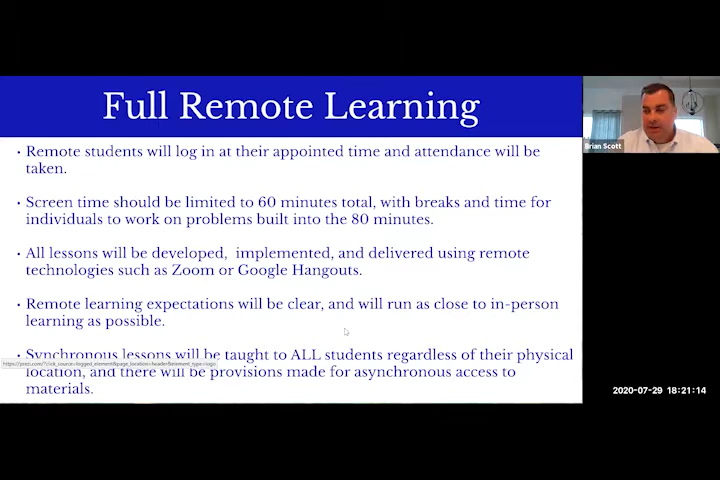 Full Remote Learning
Brian Scott
• Remote students will log in at their appointed time and attendance will be
taken.
• Screen time should be limited to 60 minutes total, with breaks and time for
individuals to work on problems built into the 80 minutes.
• All lessons will be developed, implemented, and delivered using remote
technologies such as Zoom or Google Hangouts.
• Remote learning expectations will be clear, and will run as close to in-person
learning as possible.
• Synchronous lessons will be taught to ALL students regardless of their physical
location, and there will be provisions made for asynchronous access to
materials.
2020-07-29 18:21:14